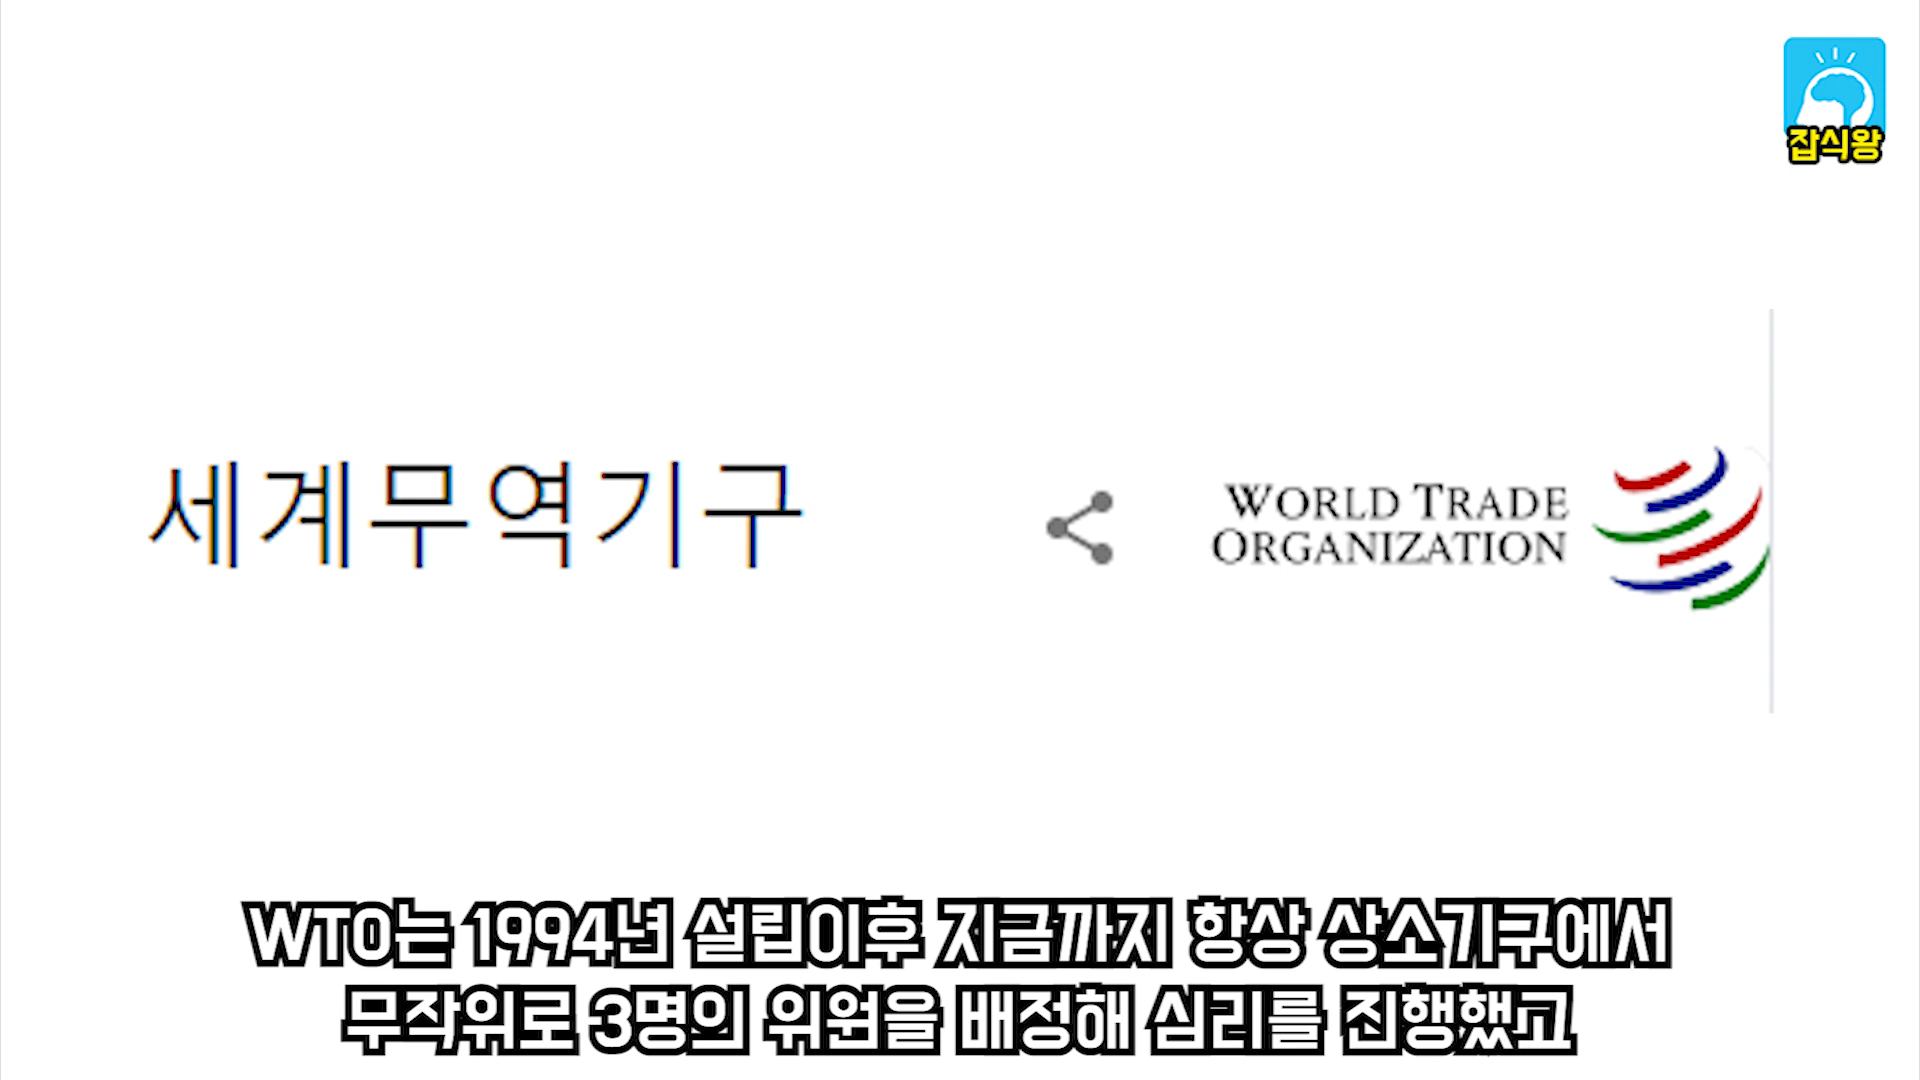 잡식왕
세계무역기구
WORLD TRADE
ORGANIZATION
WTO는 1994년 설립이후 지금까지 항상 상소기구에서
무작위로 3명의 위원을 배정해 심리를 진행했고